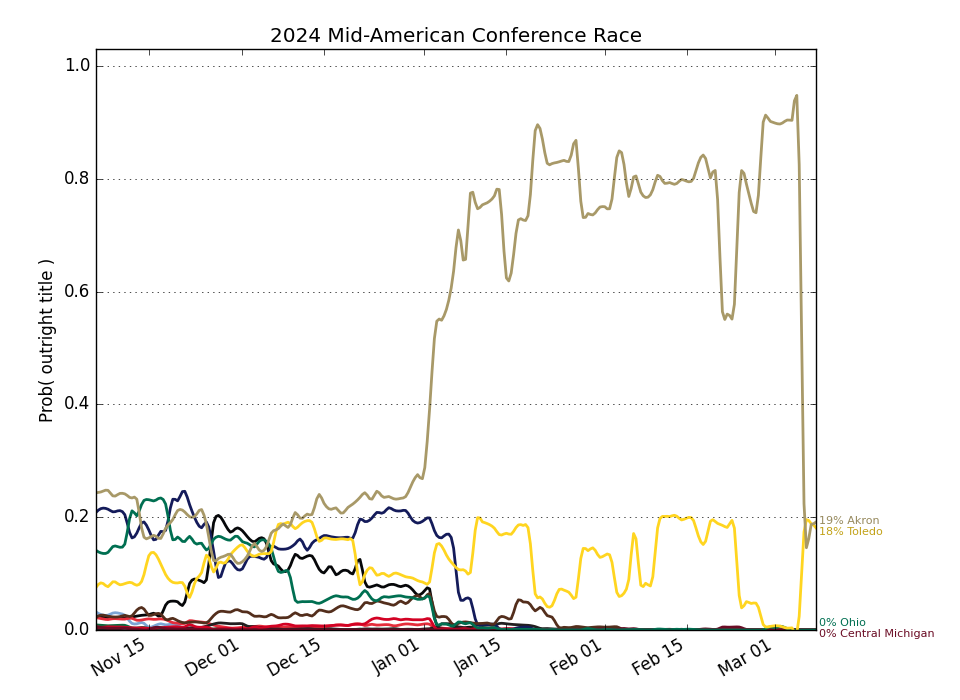 2024 Mid-American Conference Race
Prob( outright title )
1.0
0.8
0.6
0.4
0.2
0.0
19% Akron
18% Toledo
0% Ohio
0% Central Michigan
Nov 15
Dec 01
Dec 15
Jan 01
Jan 15
Feb 01
Feb 15
Mar 01